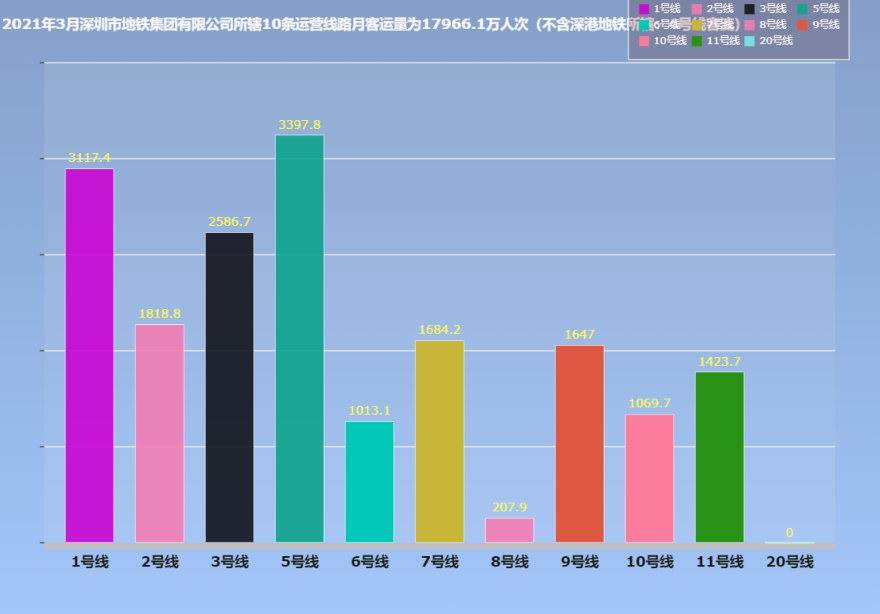 2021年3月深圳市地铁集团有限公司所辖10条运营线路月客运量为17966.1万人次（不含深港地铁所
1号线 2号线 3号线 5号线
6号线 7号线 8号线 9号线
10号线 11号线 20号线
3117.4
1818.8
2586.7
3397.8
1013.1
1684.2
207.9
1647
1069.7
1423.7
0
1号线 2号线 3号线 5号线 6号线 7号线 8号线 9号线 10号线 11号线 20号线